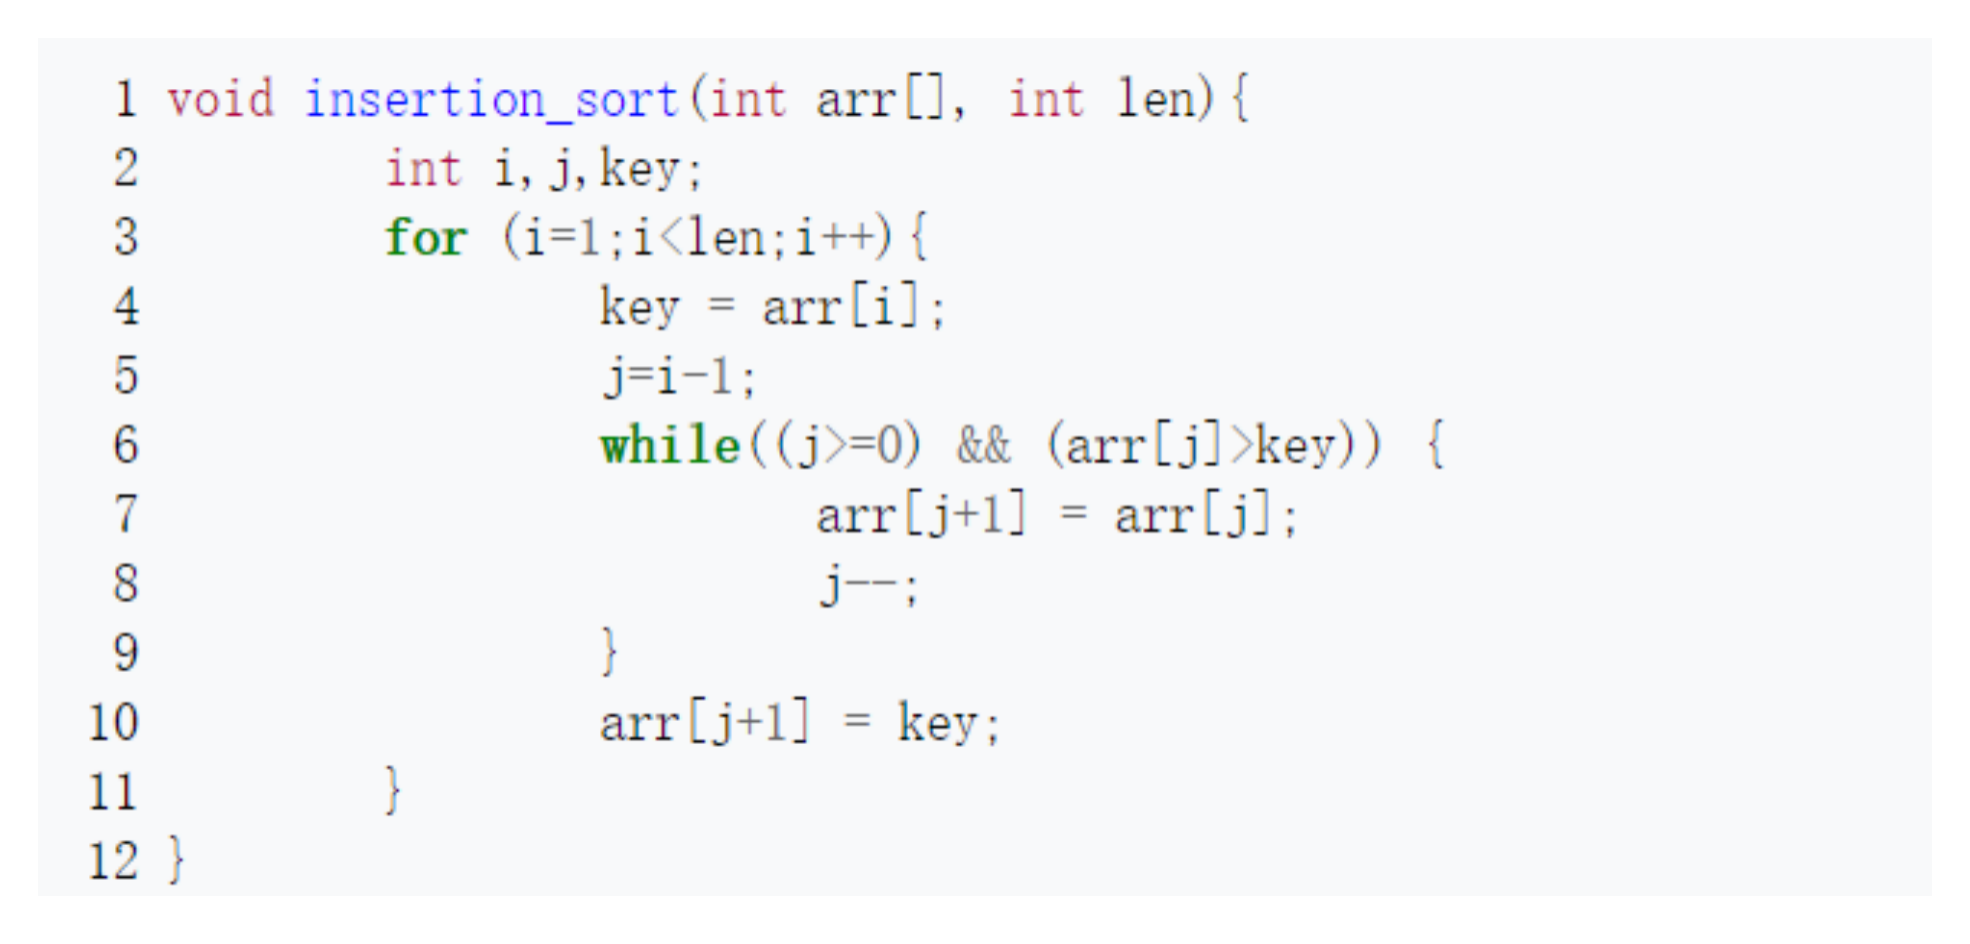 1 void insertion_sort(int arr[], int len){
2         int i,j,key;
3         for (i=1;i<len;i++){
4                 key = arr[i];
5                 j=i-1;
6                 while((j>=0) && (arr[j]>key)) {
7                         arr[j+1] = arr[j];
8                         j--;
9                 }
10                 arr[j+1] = key;
11         }
12 }